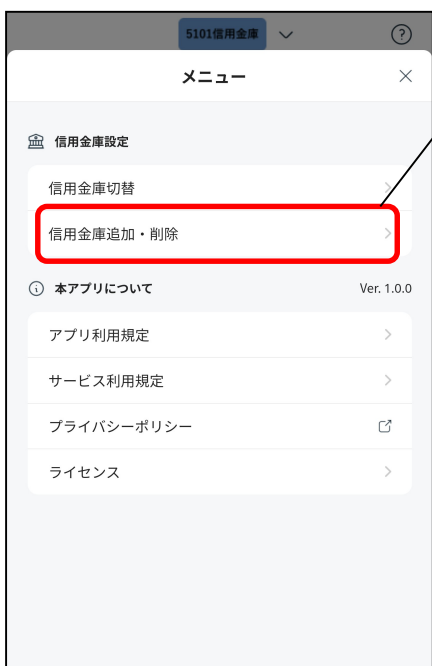 5101信用金庫
メニュー
信用金庫設定
信用金庫切替
信用金庫追加・削除
本アプリについて Ver. 1.0.0
アプリ利用規定
サービス利用規定
プライバシーポリシー
ライセンス